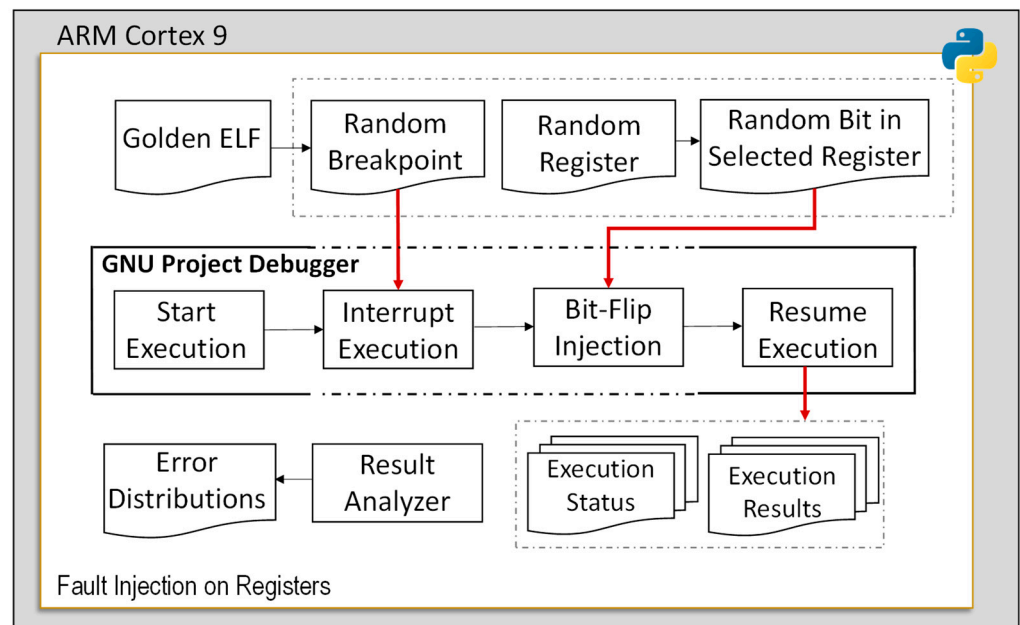 ARM Cortex 9
Golden ELF
Random
Breakpoint
Random
Register
Random Bit in
Selected Register
GNU Project Debugger
Start
Execution
Interrupt
Execution
Bit-Flip
Injection
Resume
Execution
Error
Distributions
Result
Analyzer
Execution
Status
Execution
Results
Fault Injection on Registers